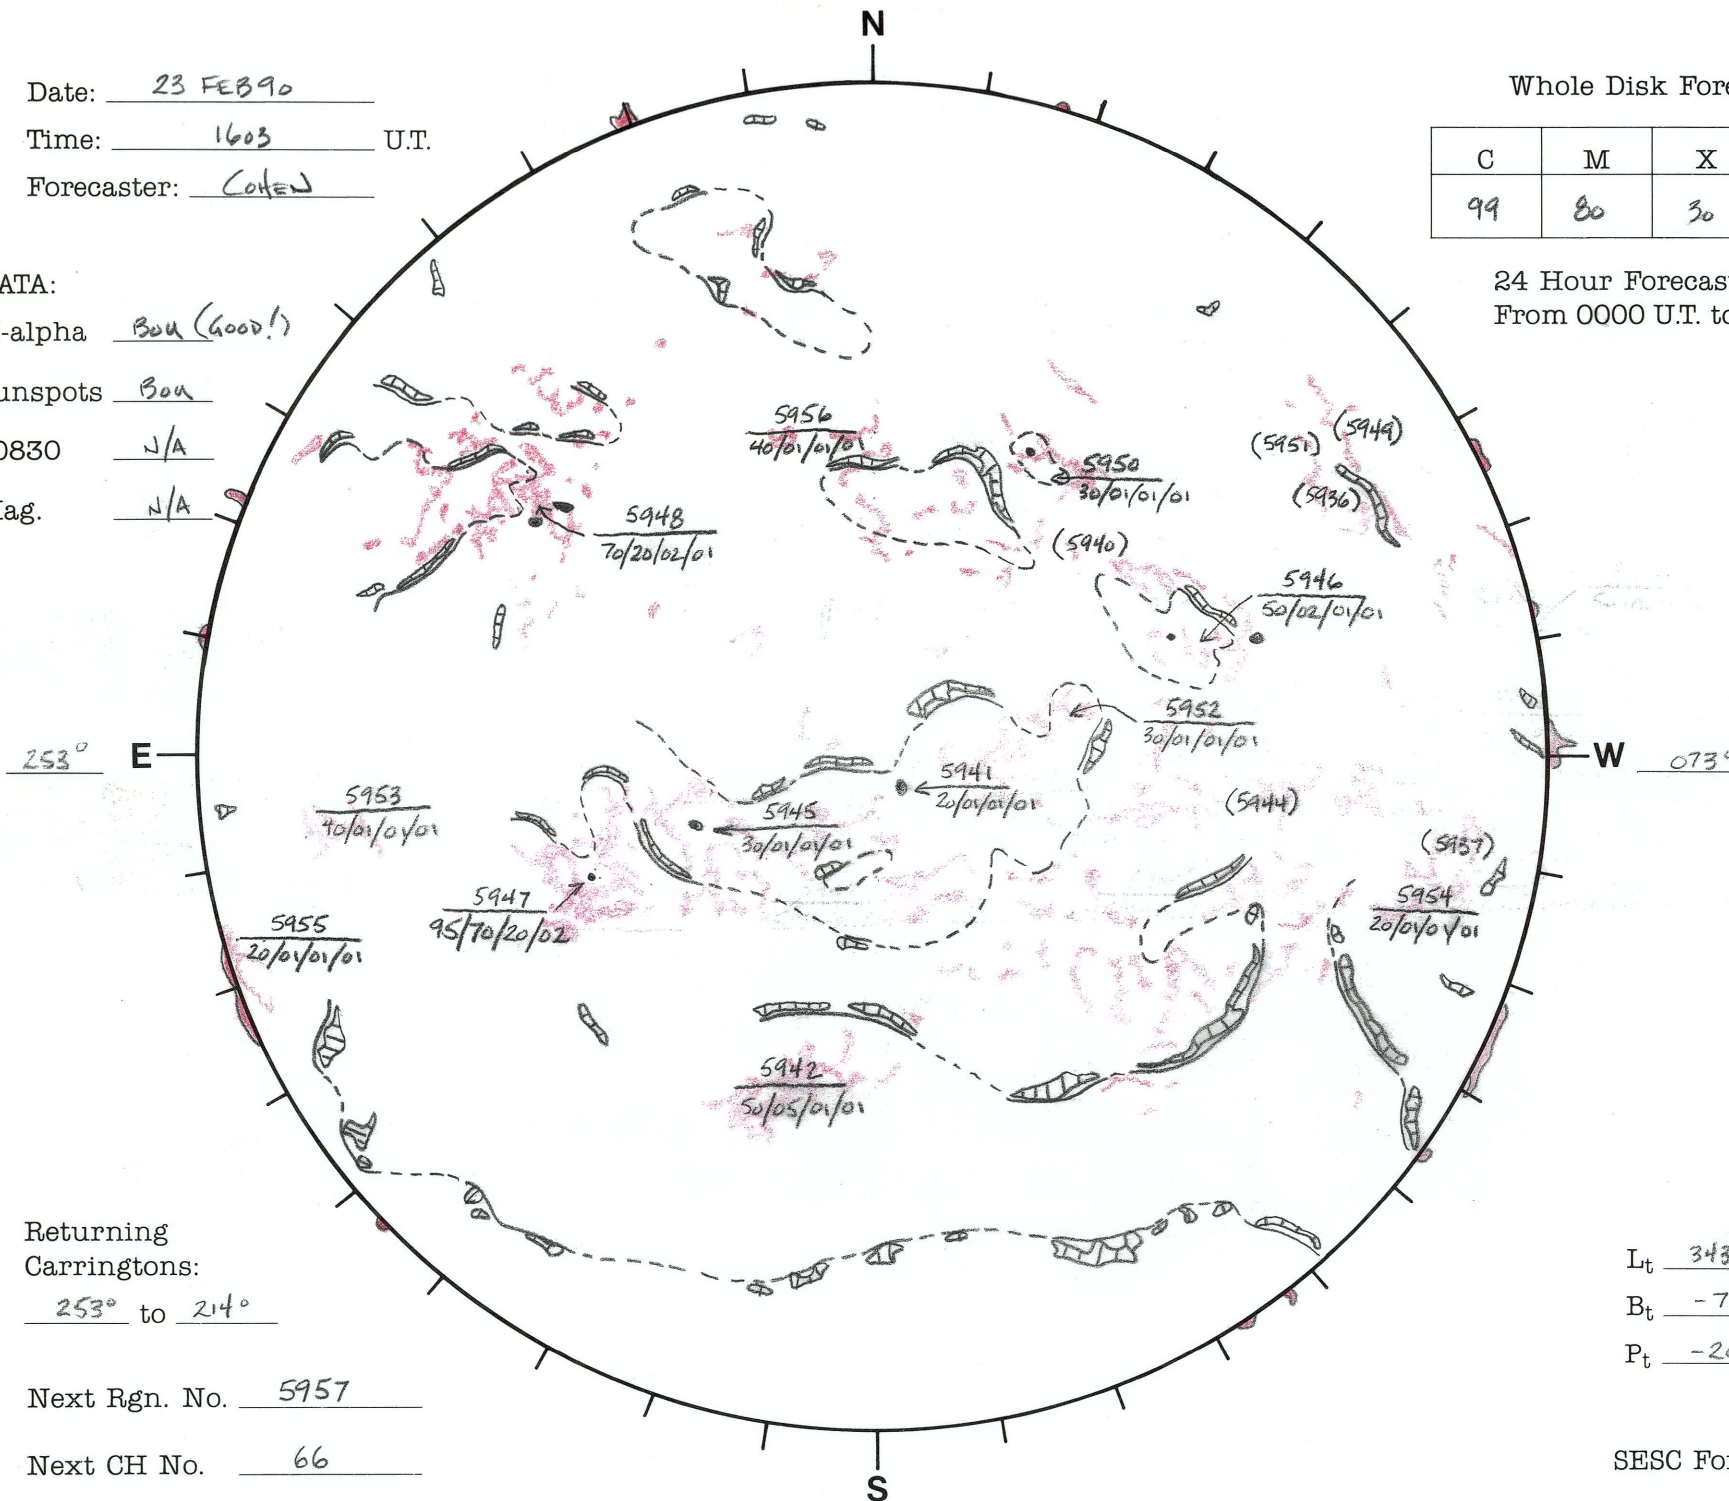 N
Date: 23 FEB 90
Time: 1603 U.T.
Forecaster: COHEN
ATA:
-alpha BOU (GOOD!)
unspots BOU
0830 N/A
Mag. N/A
Whole Disk Fore
C M X
99 80 30
24 Hour Forecas
From 0000 U.T. to
5956
40/01/01/0
5950
30/01/01/01
(5951)
(5949)
(5936)
5948
70/20/02/01
(5940)
5946
50/02/01/01
5952
30/01/01/01
253° E
W 073°
5941
20/01/01/01
5953
40/01/01/01
5945
30/01/01/01
(5944)
(5937)
5947
95/70/20/02
5954
20/01/01/01
5955
20/01/01/01
5942
50/05/01/01
Returning
Carringtons:
253° to 214°
Next Rgn. No. 5957
Next CH No. 66
Lt 343
Bt -7
Pt -2
SESC For
S